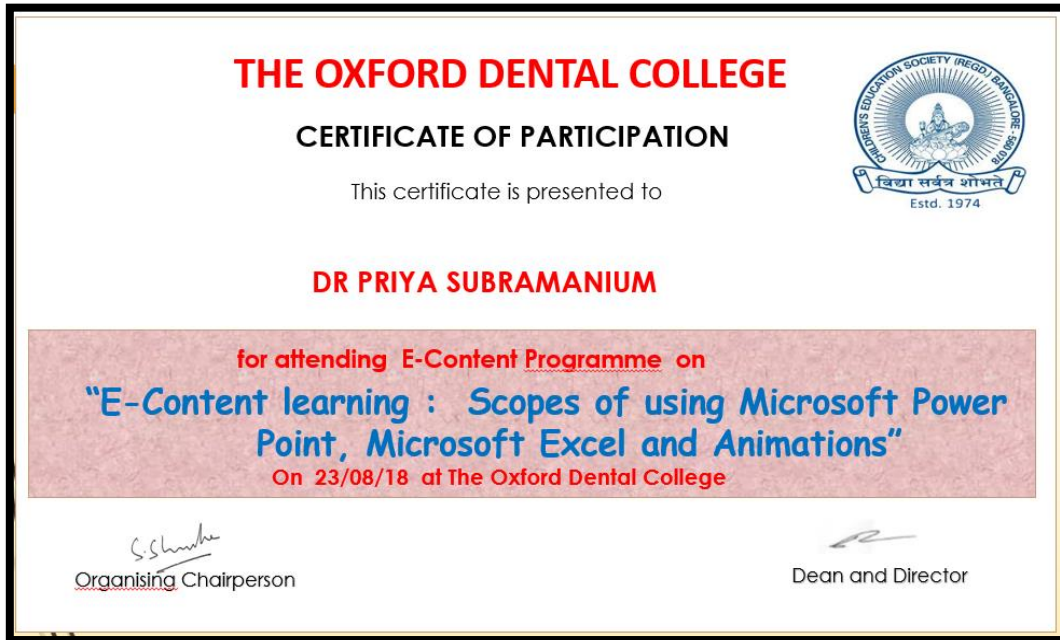 THE OXFORD DENTAL COLLEGE
CERTIFICATE OF PARTICIPATION
This certificate is presented to
CHILDREN'S EDUCATION SOCIETY (REGD.) BANGALORE - 560 078
विद्या सर्वत्र शोभते
Estd. 1974
DR PRIYA SUBRAMANIUM
for attending E-Content Programme on
“E-Content learning : Scopes of using Microsoft Power
Point, Microsoft Excel and Animations”
On 23/08/18 at The Oxford Dental College
Organising Chairperson
Dean and Director